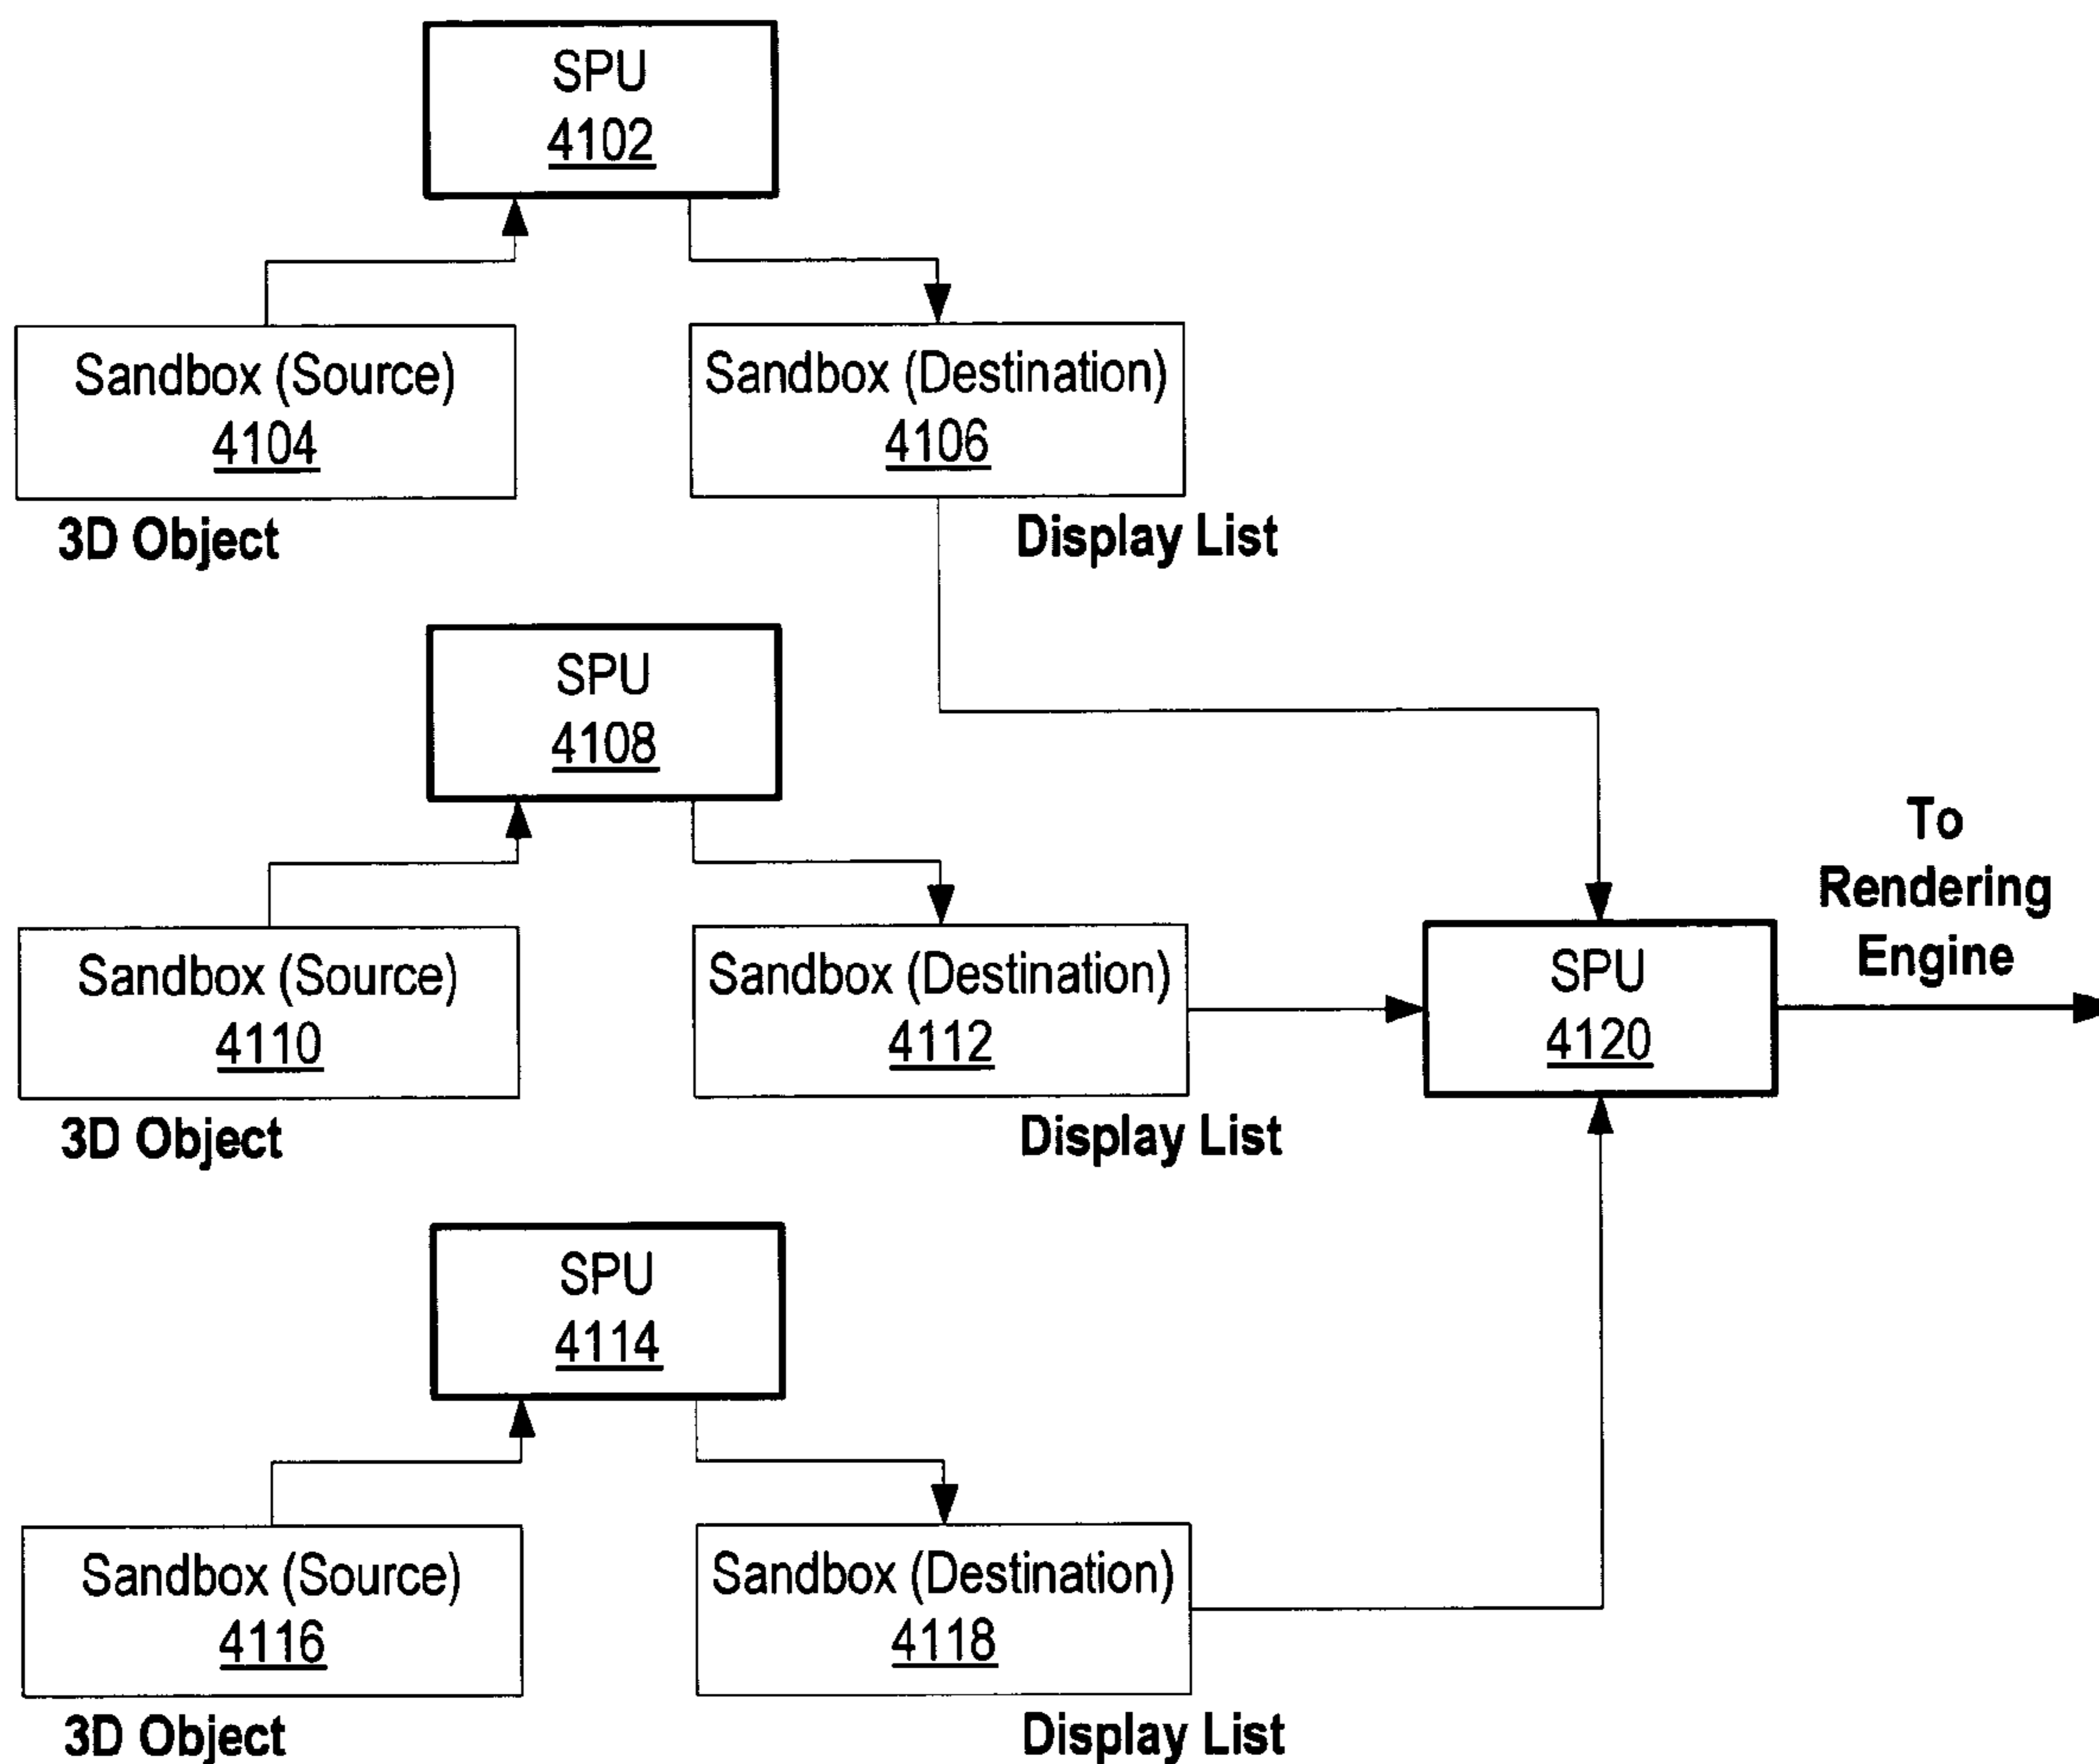 SPU
4102
Sandbox (Source)
4104
3D Object
Sandbox (Destination)
4106
Display List
SPU
4108
Sandbox (Source)
4110
3D Object
Sandbox (Destination)
4112
Display List
SPU
4120
To
Rendering
Engine
SPU
4114
Sandbox (Source)
4116
3D Object
Sandbox (Destination)
4118
Display List